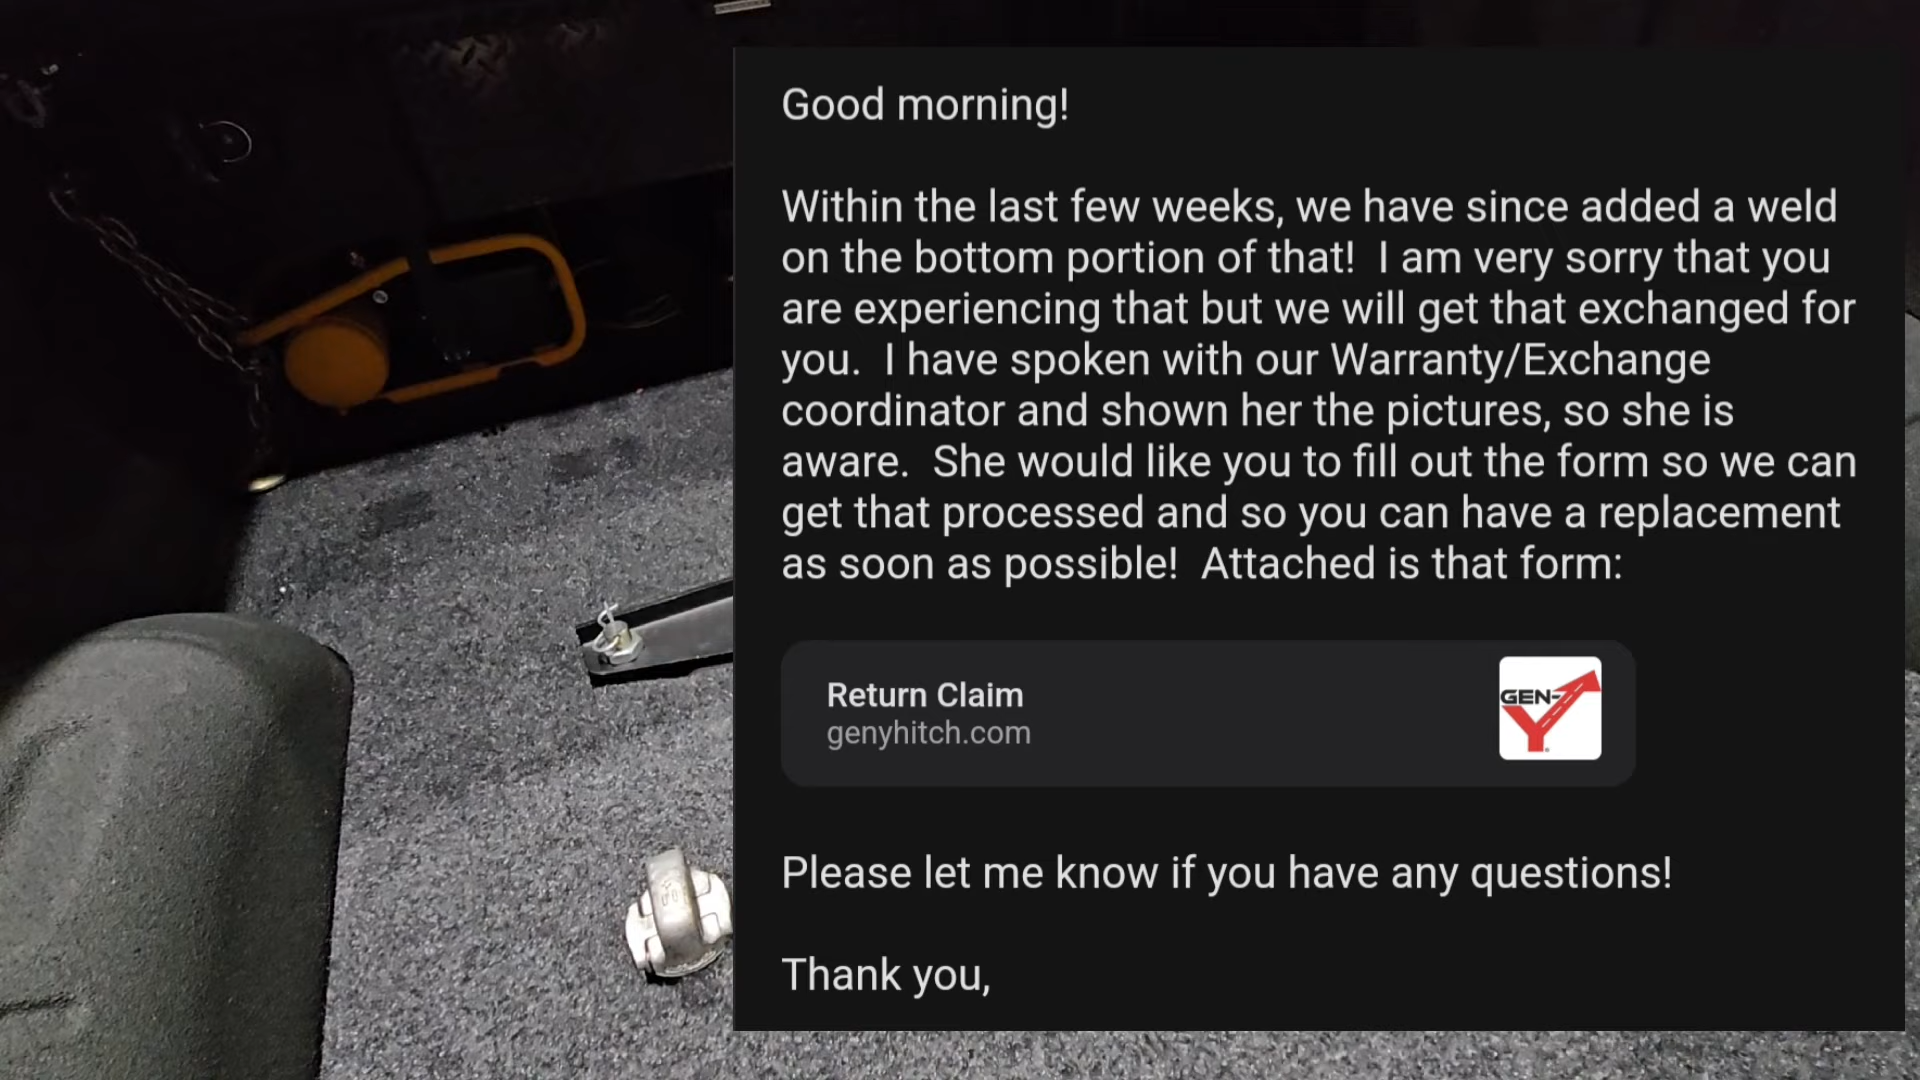 Good morning!
Within the last few weeks, we have since added a weld
on the bottom portion of that!  I am very sorry that you
are experiencing that but we will get that exchanged for
you.  I have spoken with our Warranty/Exchange
coordinator and shown her the pictures, so she is
aware.  She would like you to fill out the form so we can
get that processed and so you can have a replacement
as soon as possible!  Attached is that form:
Return Claim
genyhitch.com
GEN-Y
Please let me know if you have any questions!
Thank you,